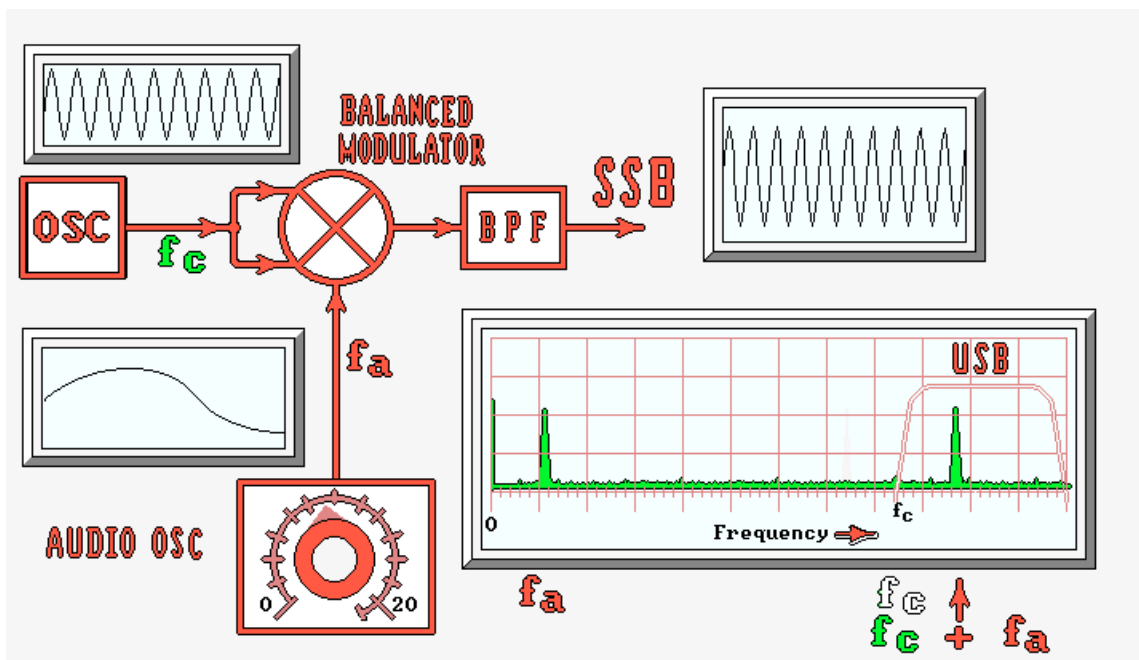 BALANCED
MODULATOR
OSC
fc
BPF
SSB
fa
USB
0
fc
Frequency
AUDIO OSC
0
20
fa
fc
fc + fa